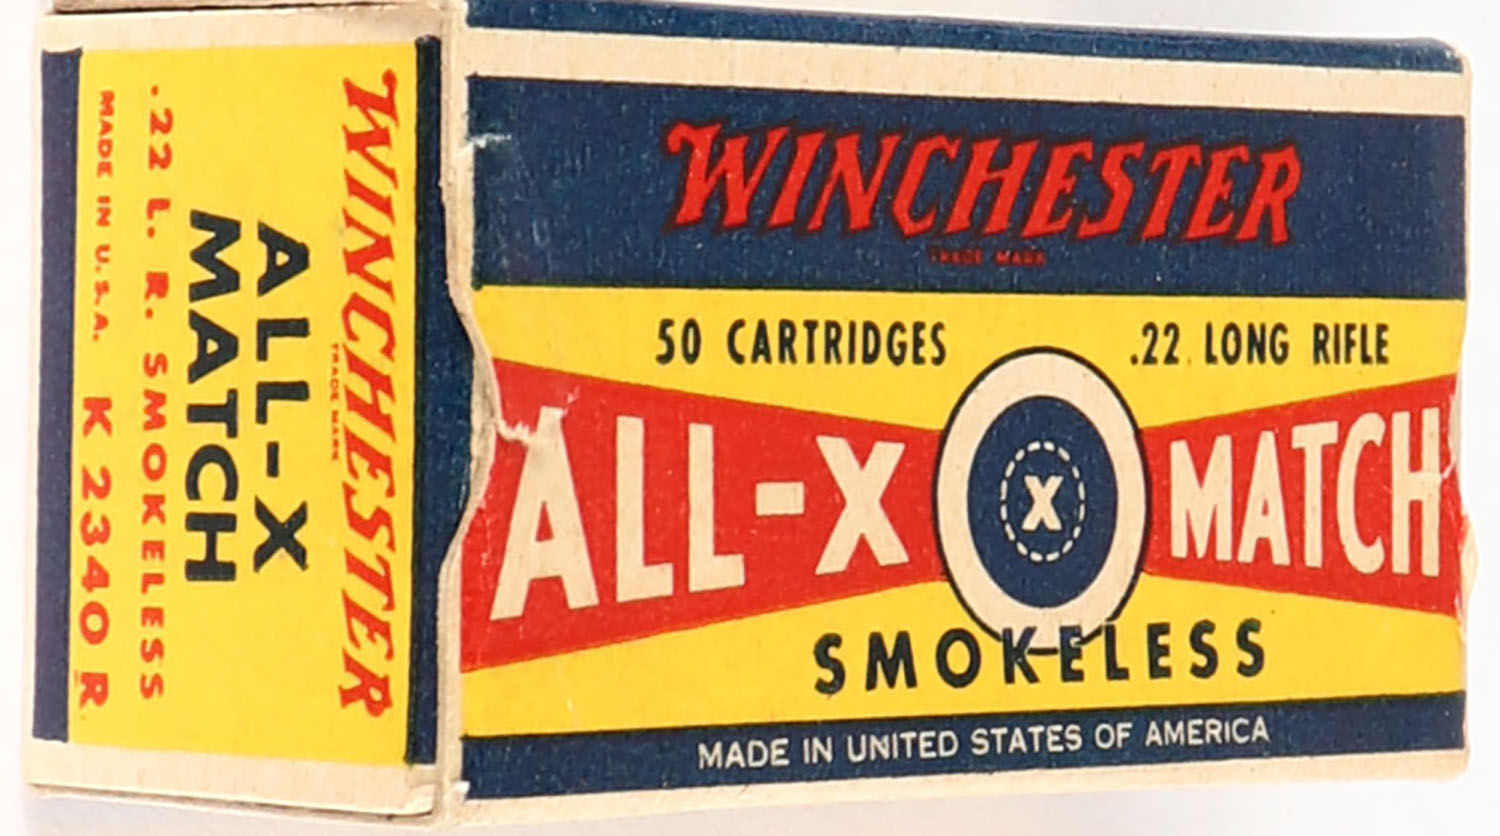 WINCHESTER
TRADE MARK
ALL-X
MATCH
.22 L. R. SMOKELESS
MADE IN U.S.A. K 2340 R
WINCHESTER
TRADE MARK
50 CARTRIDGES .22 LONG RIFLE
ALL-X X MATCH
SMOKELESS
MADE IN UNITED STATES OF AMERICA